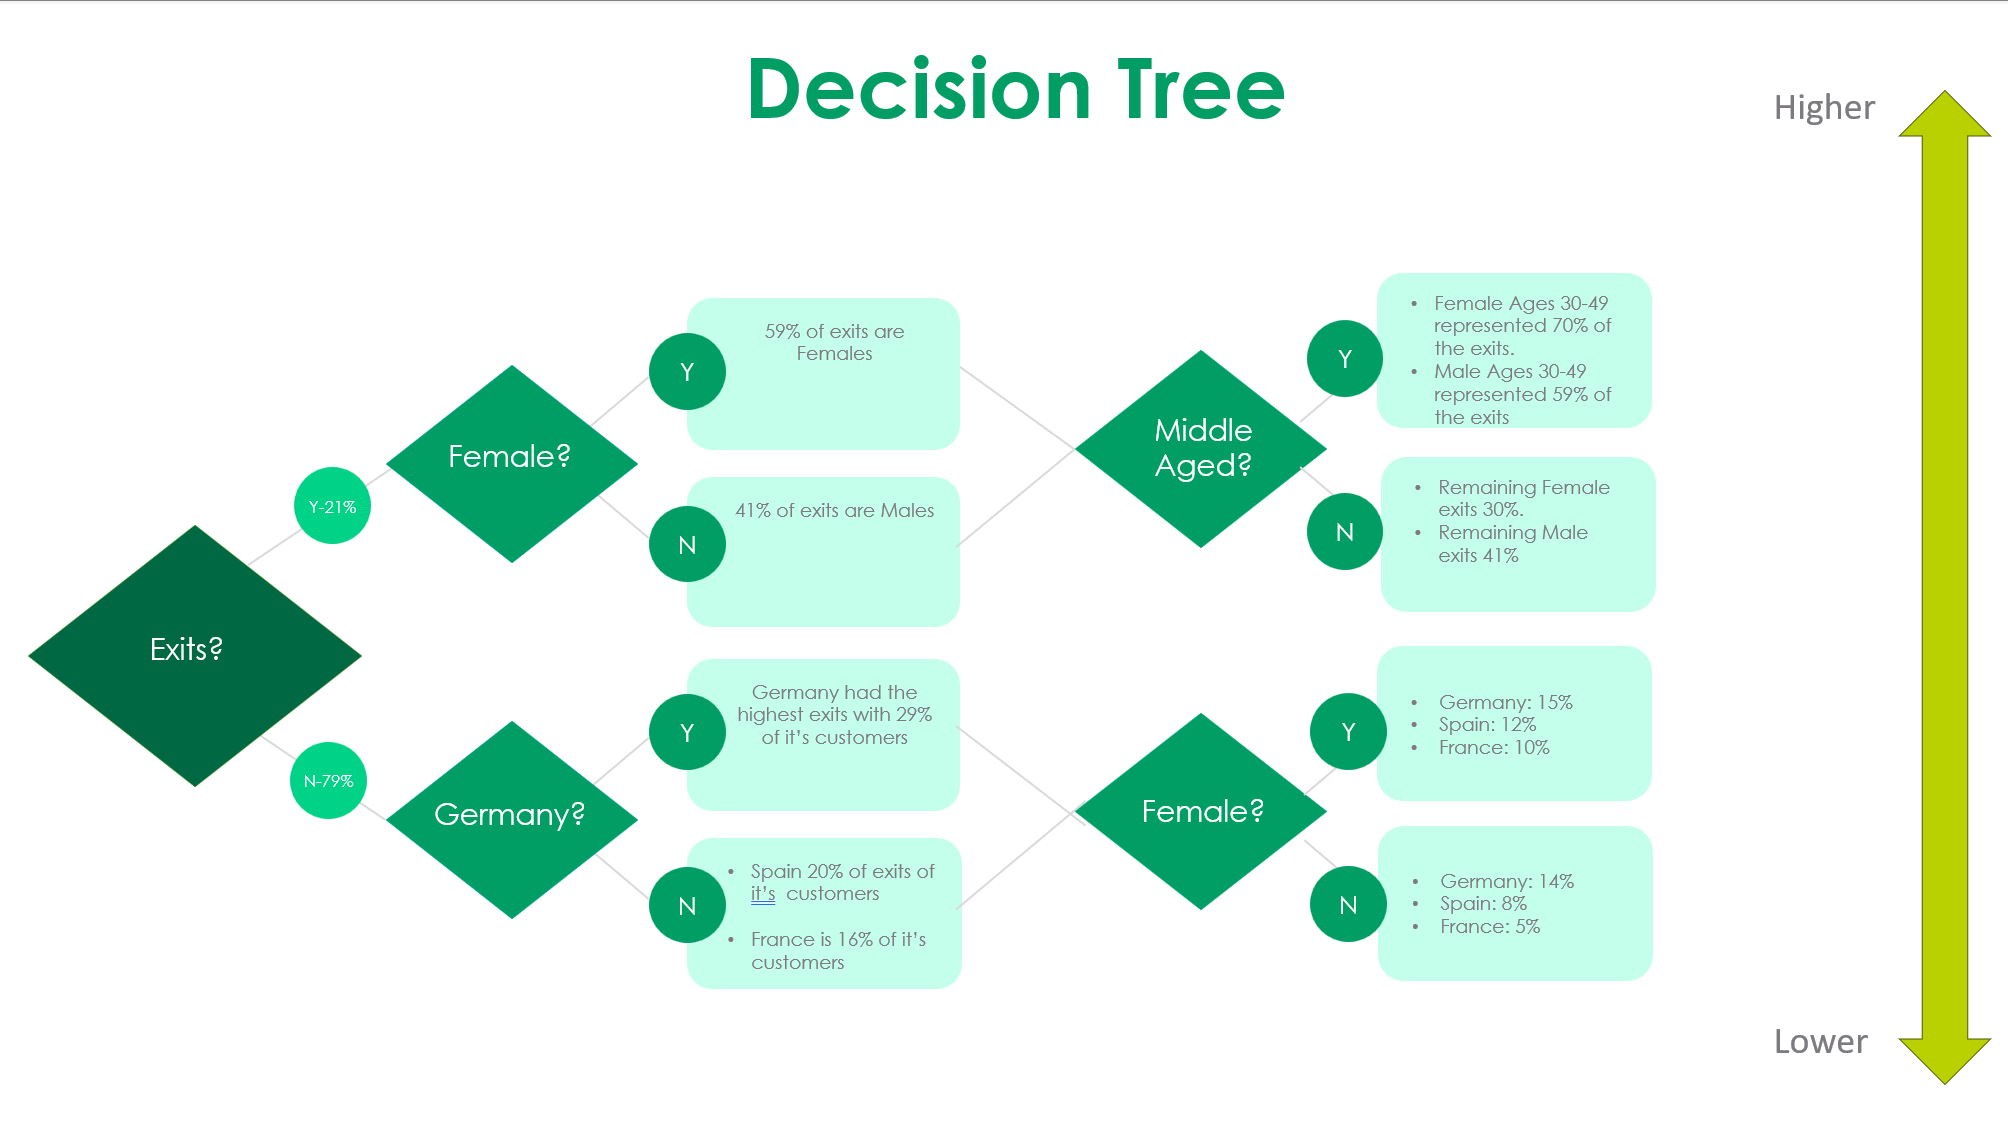 Decision Tree
Higher
Exits?
Y-21%
N-79%
Female?
Y
59% of exits are
Females
N
41% of exits are Males
Germany?
Y
Germany had the
highest exits with 29%
of it’s customers
N
• Spain 20% of exits of
it’s customers
• France is 16% of it’s
customers
Middle
Aged?
Y
• Female Ages 30-49
represented 70% of
the exits.
• Male Ages 30-49
represented 59% of
the exits
N
• Remaining Female
exits 30%.
• Remaining Male
exits 41%
Female?
Y
• Germany: 15%
• Spain: 12%
• France: 10%
N
• Germany: 14%
• Spain: 8%
• France: 5%
Lower